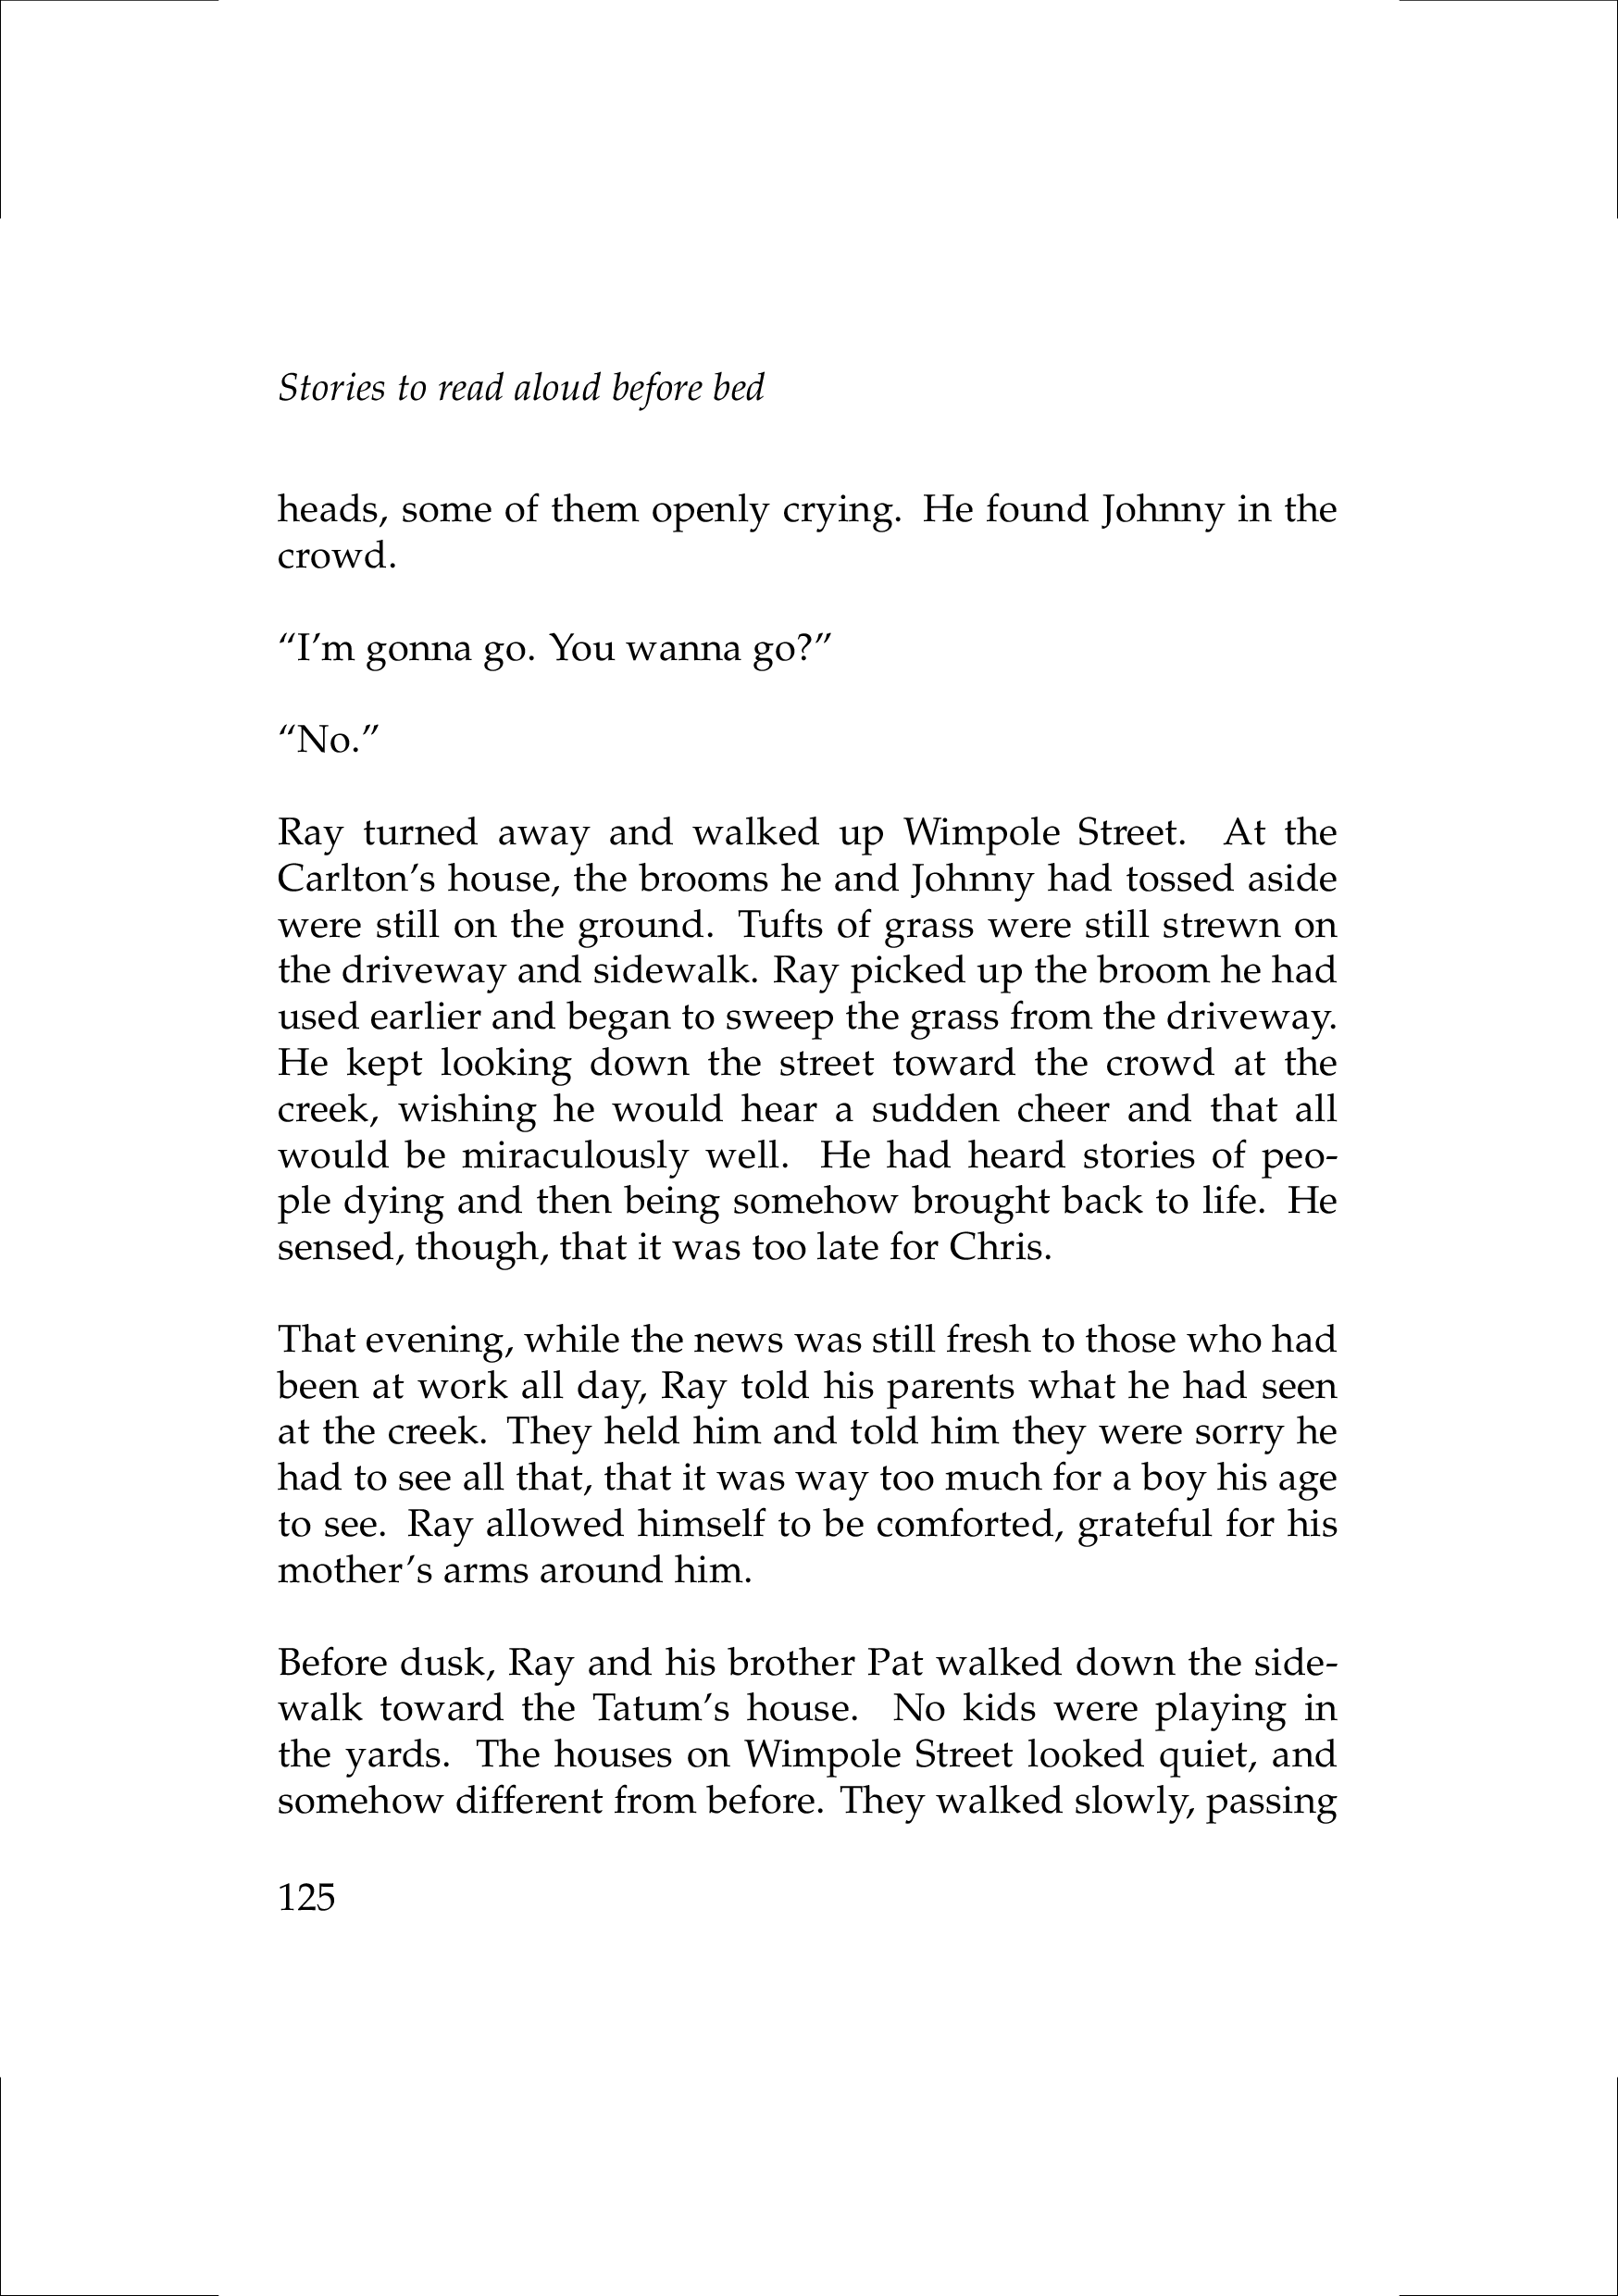 Stories to read aloud before bed
heads, some of them openly crying. He found Johnny in the
crowd.
“I’m gonna go. You wanna go?”
“No.”
Ray turned away and walked up Wimpole Street. At the
Carlton’s house, the brooms he and Johnny had tossed aside
were still on the ground. Tufts of grass were still strewn on
the driveway and sidewalk. Ray picked up the broom he had
used earlier and began to sweep the grass from the driveway.
He kept looking down the street toward the crowd at the
creek, wishing he would hear a sudden cheer and that all
would be miraculously well. He had heard stories of peo-
ple dying and then being somehow brought back to life. He
sensed, though, that it was too late for Chris.
That evening, while the news was still fresh to those who had
been at work all day, Ray told his parents what he had seen
at the creek. They held him and told him they were sorry he
had to see all that, that it was way too much for a boy his age
to see. Ray allowed himself to be comforted, grateful for his
mother’s arms around him.
Before dusk, Ray and his brother Pat walked down the side-
walk toward the Tatum’s house. No kids were playing in
the yards. The houses on Wimpole Street looked quiet, and
somehow different from before. They walked slowly, passing
125